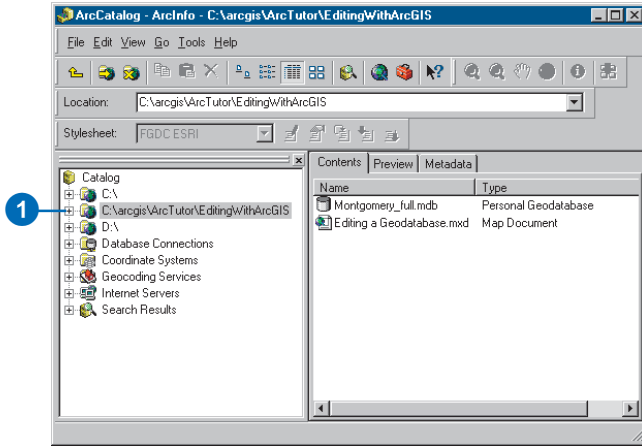 ArcCatalog - ArcInfo - C:\arcgis\ArcTutor\EditingWithArcGIS
File Edit View Go Tools Help
Location: C:\arcgis\ArcTutor\EditingWithArcGIS
Stylesheet: FGDC ESRI
Catalog
C:\
1 C:\arcgis\ArcTutor\EditingWithArcGIS
D:\
Database Connections
Coordinate Systems
Geocoding Services
Internet Servers
Search Results
Contents Preview Metadata
Name Type
Montgomery_full.mdb Personal Geodatabase
Editing a Geodatabase.mxd Map Document